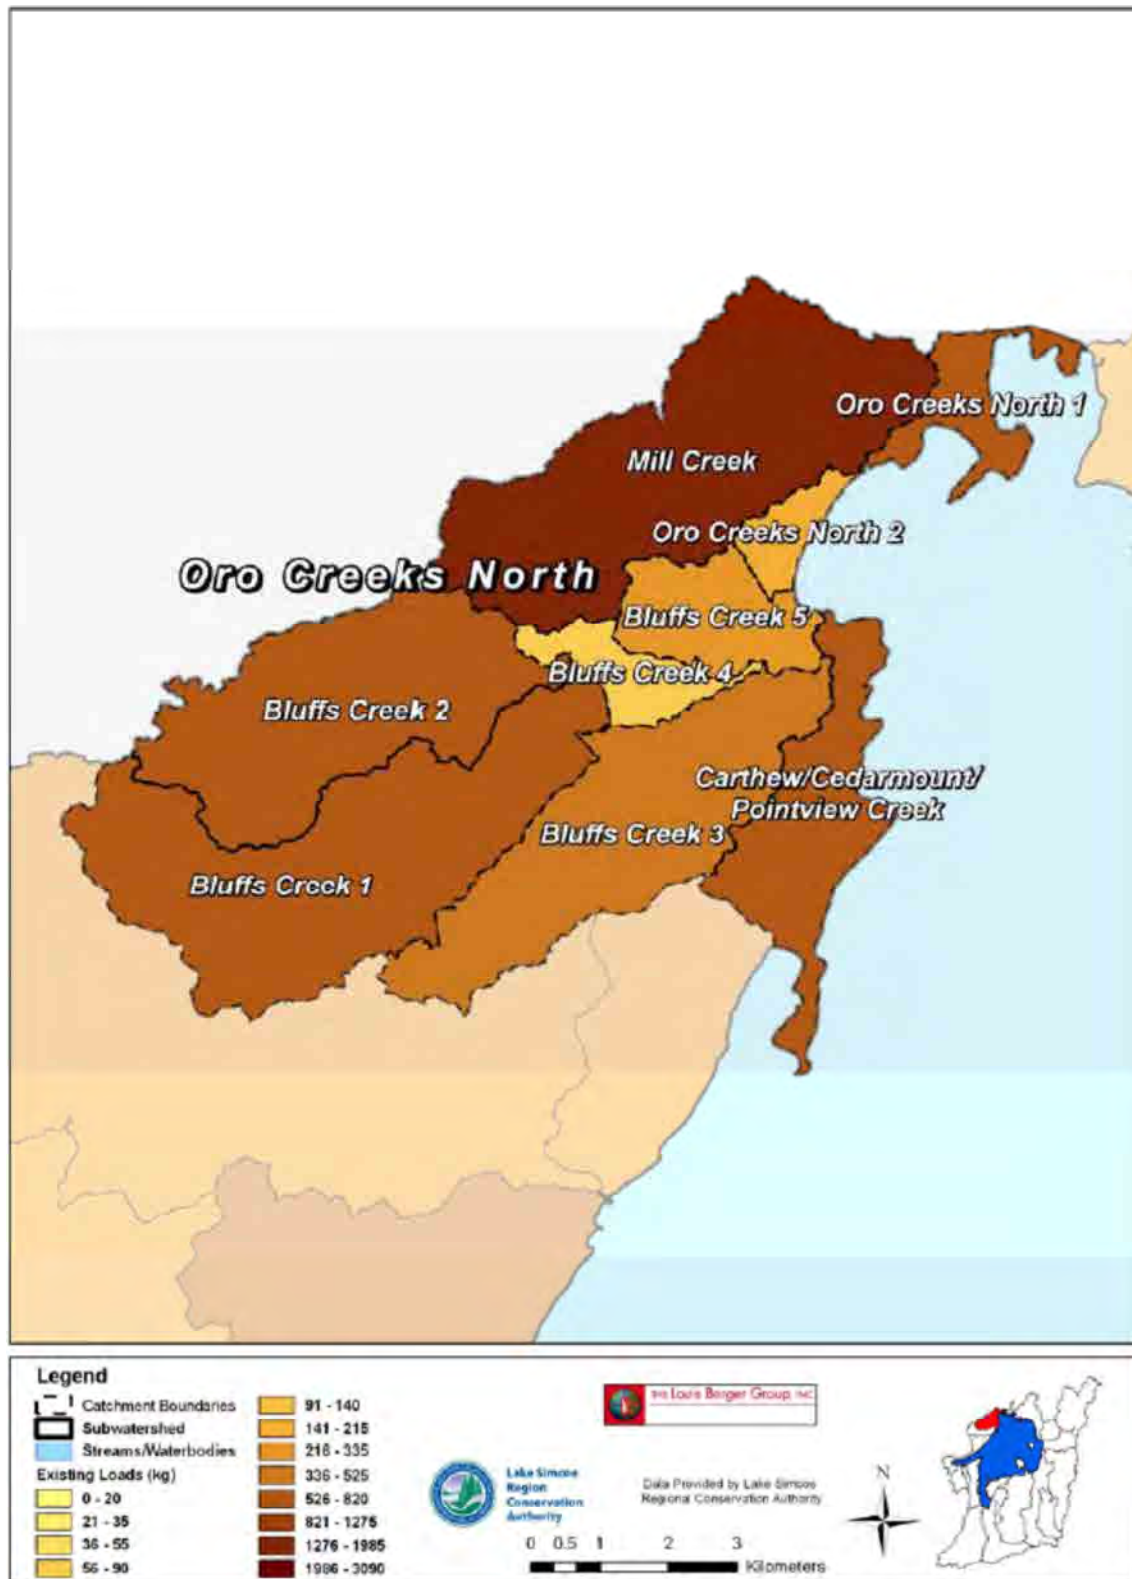 Oro Creeks North 1
Mill Creek
Oro Creeks North 2
Oro Creeks North
Bluffs Creek 5
Bluffs Creek 4
Bluffs Creek 2
Carthew/Cedarmount/
Pointview Creek
Bluffs Creek 3
Bluffs Creek 1
Legend
Catchment Boundaries
Subwatershed
Streams/Waterbodies
Existing Loads (kg)
0 - 20
21 - 35
36 - 55
56 - 90
91 - 140
141 - 215
216 - 335
336 - 525
526 - 820
821 - 1275
1276 - 1985
1986 - 3090
THE Louis Berger Group, INC.
Lake Simcoe
Region
Conservation
Authority
Data Provided by Lake Simcoe
Regional Conservation Authority
N
0 0.5 1 2 3
Kilometers